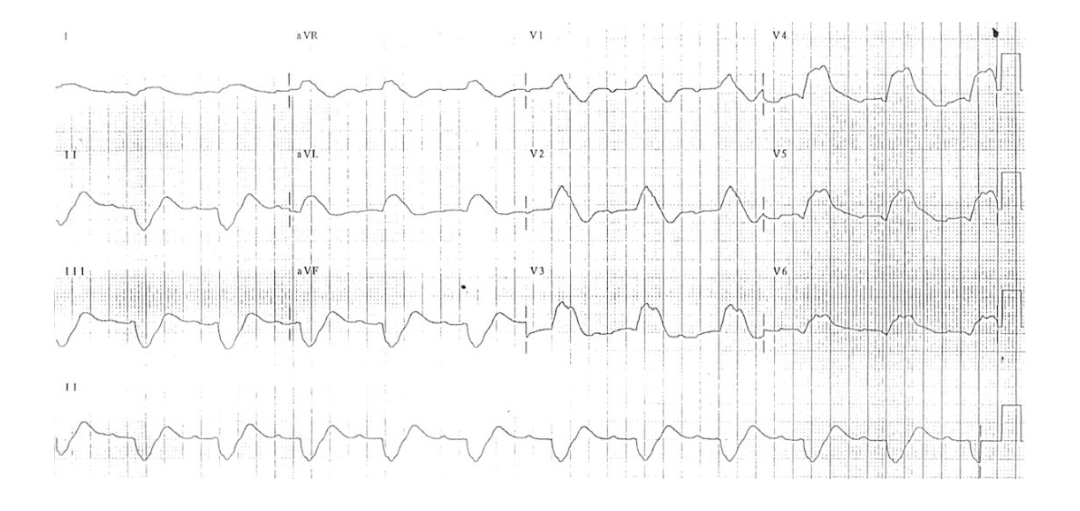 I aVR V1 V4
II aVL V2 V5
III aVF V3 V6
II